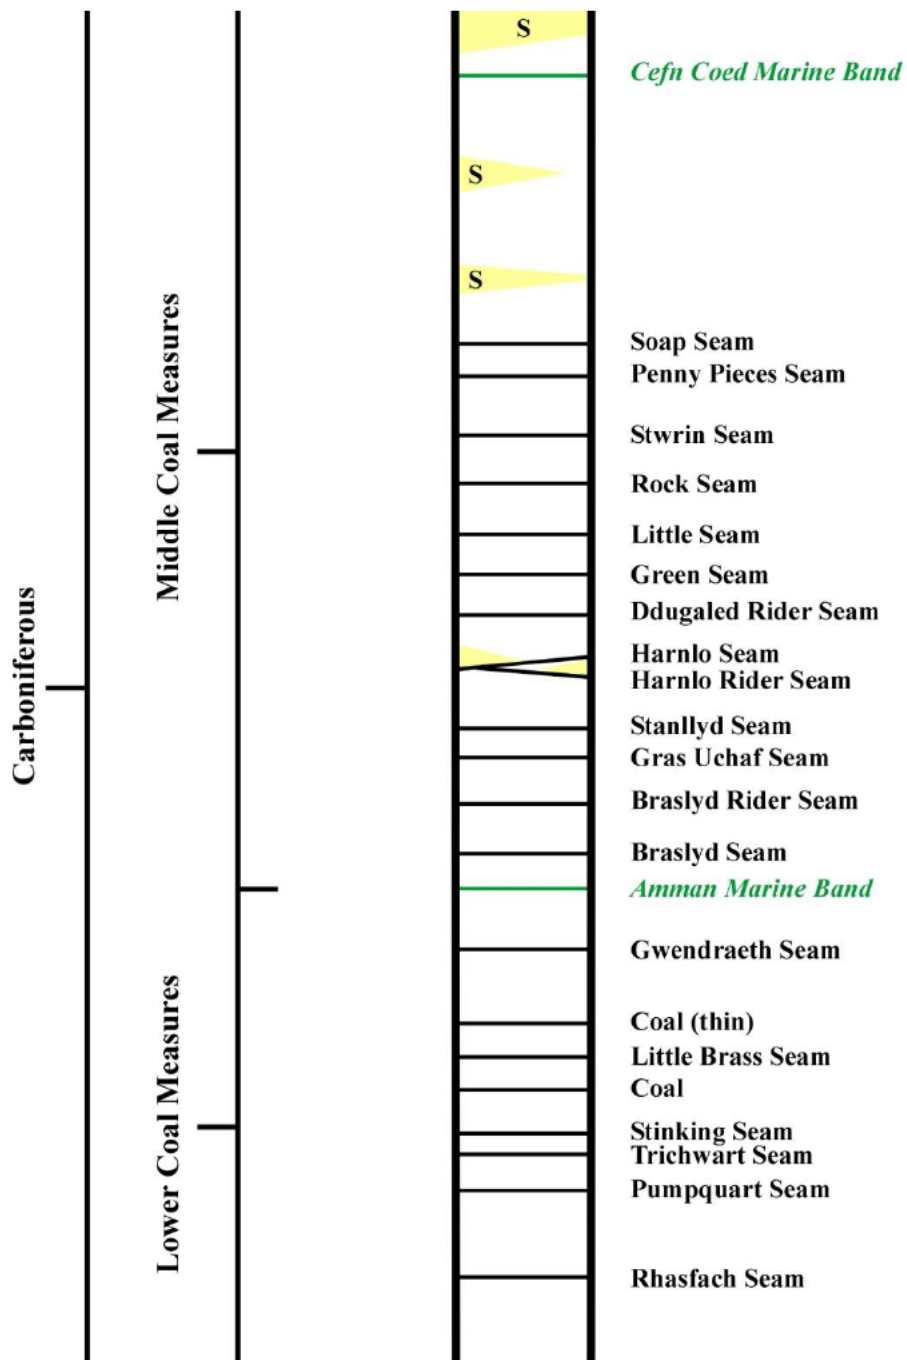 S
Cefn Coed Marine Band
S
S
Soap Seam
Penny Pieces Seam
Stwrin Seam
Rock Seam
Little Seam
Green Seam
Ddugaled Rider Seam
Harnlo Seam
Harnlo Rider Seam
Stanllyd Seam
Gras Uchaf Seam
Braslyd Rider Seam
Braslyd Seam
Amman Marine Band
Gwendraeth Seam
Coal (thin)
Little Brass Seam
Coal
Stinking Seam
Trichwart Seam
Pumpquart Seam
Rhasfach Seam
Carboniferous
Middle Coal Measures
Lower Coal Measures